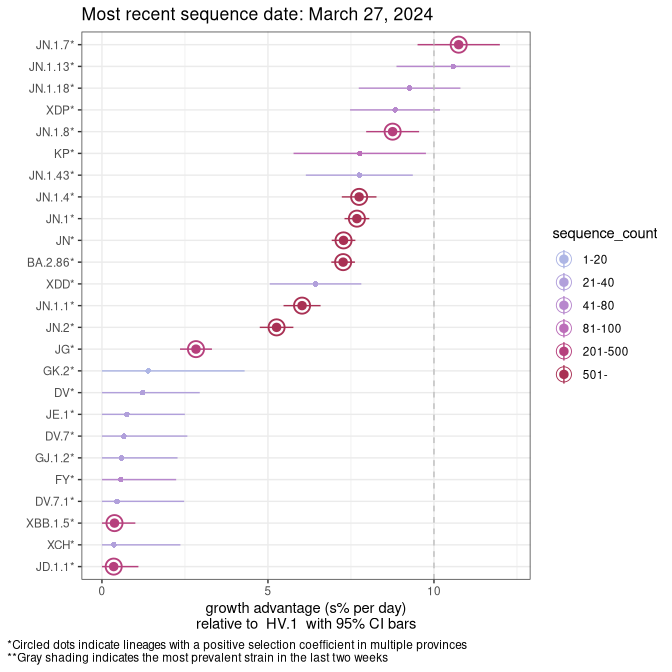 Most recent sequence date: March 27, 2024
JN.1.7*
JN.1.13*
JN.1.18*
XDP*
JN.1.8*
KP*
JN.1.43*
JN.1.4*
JN.1*
JN*
BA.2.86*
XDD*
JN.1.1*
JN.2*
JG*
GK.2*
DV*
JE.1*
DV.7*
GJ.1.2*
FY*
DV.7.1*
XBB.1.5*
XCH*
JD.1.1*
0 5 10
growth advantage (s% per day)
relative to HV.1 with 95% CI bars
sequence_count
1-20
21-40
41-80
81-100
201-500
501-
*Circled dots indicate lineages with a positive selection coefficient in multiple provinces
**Gray shading indicates the most prevalent strain in the last two weeks